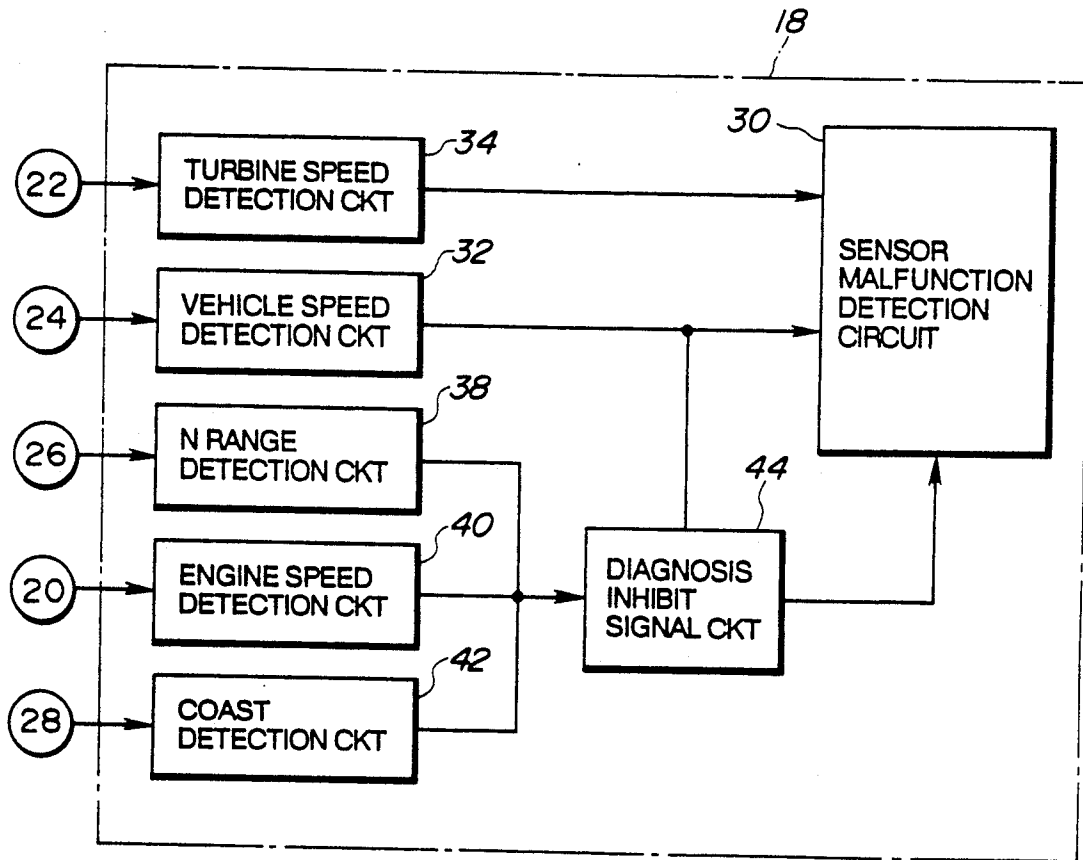 18
30
34
22
TURBINE SPEED
DETECTION CKT
SENSOR
MALFUNCTION
DETECTION
CIRCUIT
32
24
VEHICLE SPEED
DETECTION CKT
38
26
N RANGE
DETECTION CKT
44
40
20
ENGINE SPEED
DETECTION CKT
DIAGNOSIS
INHIBIT
SIGNAL CKT
42
28
COAST
DETECTION CKT